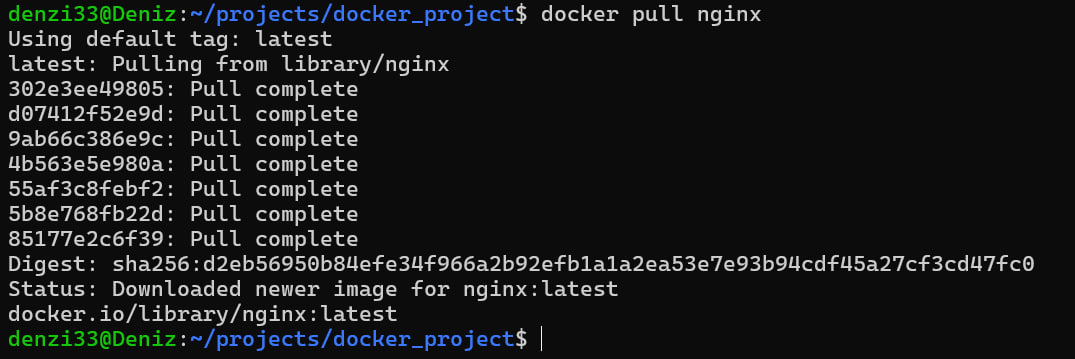 denzi33@Deniz:~/projects/docker_project$ docker pull nginx
Using default tag: latest
latest: Pulling from library/nginx
302e3ee49805: Pull complete
d07412f52e9d: Pull complete
9ab66c386e9c: Pull complete
4b563e5e980a: Pull complete
55af3c8febf2: Pull complete
5b8e768fb22d: Pull complete
85177e2c6f39: Pull complete
Digest: sha256:d2eb56950b84efe34f966a2b92efb1a1a2ea53e7e93b94cdf45a27cf3cd47fc0
Status: Downloaded newer image for nginx:latest
docker.io/library/nginx:latest
denzi33@Deniz:~/projects/docker_project$